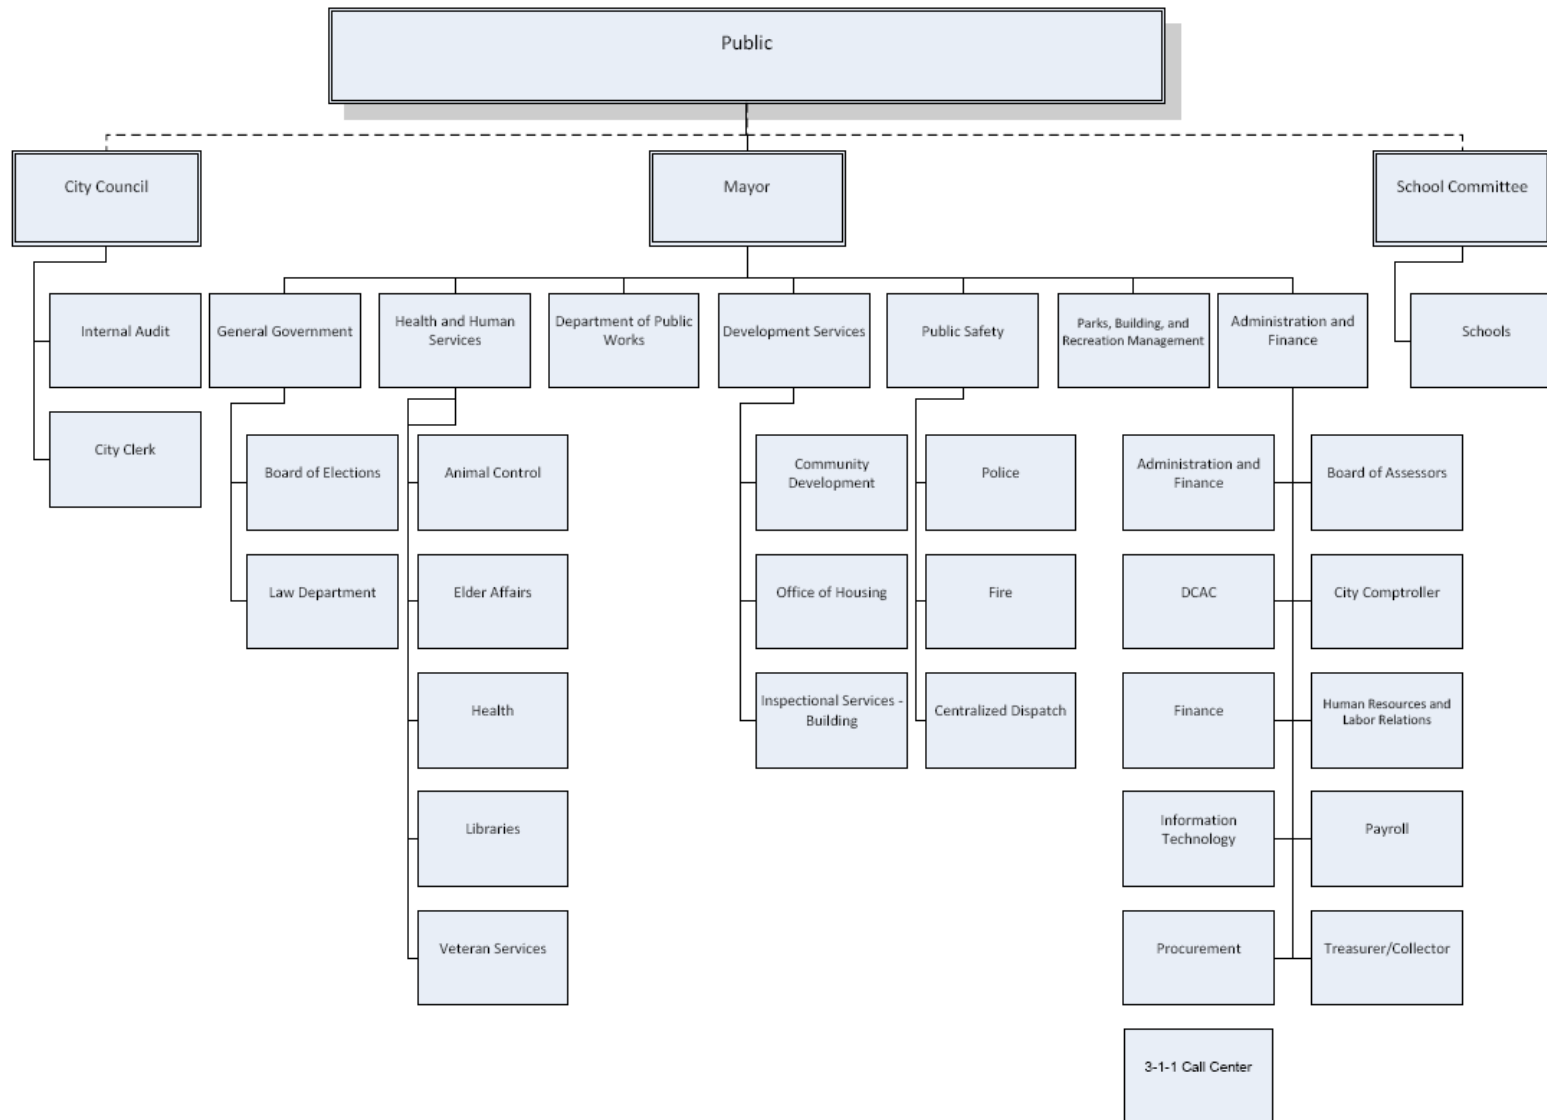 Public
City Council
Mayor
School Committee
Internal Audit
General Government
Health and Human
Services
Department of Public
Works
Development Services
Public Safety
Parks, Building, and
Recreation Management
Administration and
Finance
Schools
City Clerk
Board of Elections
Animal Control
Community
Development
Police
Administration and
Finance
Board of Assessors
Law Department
Elder Affairs
Office of Housing
Fire
DCAC
City Comptroller
Health
Inspectional Services -
Building
Centralized Dispatch
Finance
Human Resources and
Labor Relations
Libraries
Information
Technology
Payroll
Veteran Services
Procurement
Treasurer/Collector
3-1-1 Call Center